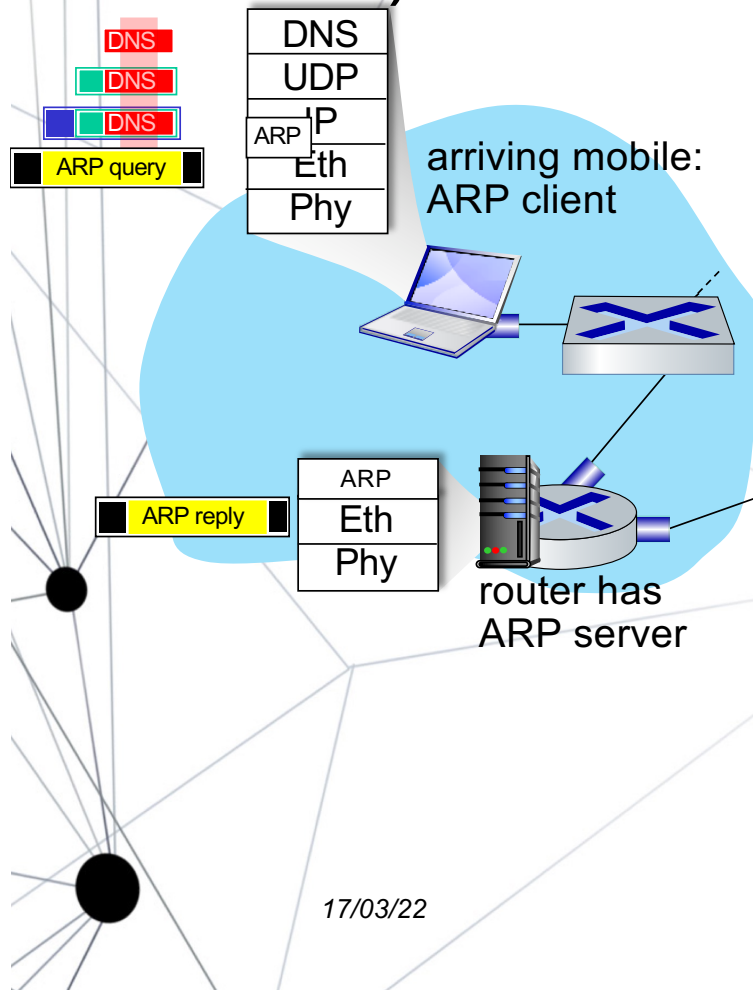 DNS
DNS
DNS
ARP query
DNS
UDP
IP
ARP
Eth
Phy
arriving mobile:
ARP client
ARP reply
ARP
Eth
Phy
router has
ARP server
17/03/22